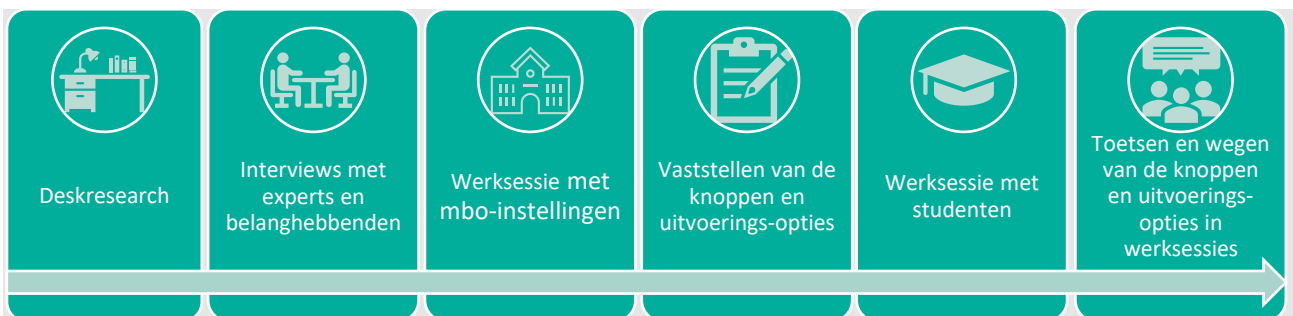 Deskresearch
Interviews met
experts en
belanghebbenden
Werksessie met
mbo-instellingen
Vaststellen van de
knoppen en
uitvoerings-opties
Werksessie met
studenten
Toetsen en wegen
van de knoppen
en uitvoerings-
opties in
werksessies